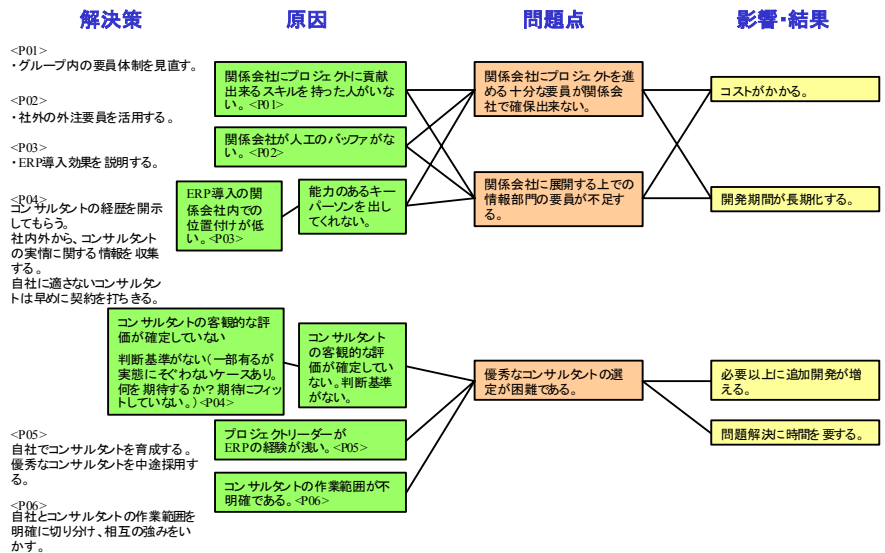 解決策
原因
問題点
影響・結果
<P01>
・グループ内の要員体制を見直す。
<P02>
・社外の外注要員を活用する。
<P03>
・ERP導入効果を説明する。
<P04>
コンサルタントの経歴を開示
してもらう。
社内外から、コンサルタント
の実情に関する情報を収集
する。
自社に適さないコンサルタン
トは早めに契約を打ちきる。
<P05>
自社でコンサルタントを育成する。
優秀なコンサルタントを中途採用す
る。
<P06>
自社とコンサルタントの作業範囲を
明確に切り分け、相互の強みをい
かす。
関係会社にプロジェクトに貢献
出来るスキルを持った人がい
ない。<P01>
関係会社が人工のバッファがな
い。<P02>
ERP導入の関
係会社内での
位置付けが低
い。<P03>
能力のあるキー
パーソンを出し
てくれない。
コンサルタントの客観的な評
価が確定していない
判断基準がない（一部有るが
実態にそぐわないケースあり。
何を期待するか？期待にフィッ
トしていない。）<P04>
コンサルタント
の客観的な評
価が確定してい
ない。判断基準
がない。
プロジェクトリーダーが
ERPの経験が浅い。<P05>
コンサルタントの作業範囲が不
明確である。<P06>
関係会社にプロジェクトを進
める十分な要員が関係会
社で確保出来ない。
関係会社に展開する上での
情報部門の要員が不足す
る。
優秀なコンサルタントの選
定が困難である。
コストがかかる。
開発期間が長期化する。
必要以上に追加開発が増
える。
問題解決に時間を要する。